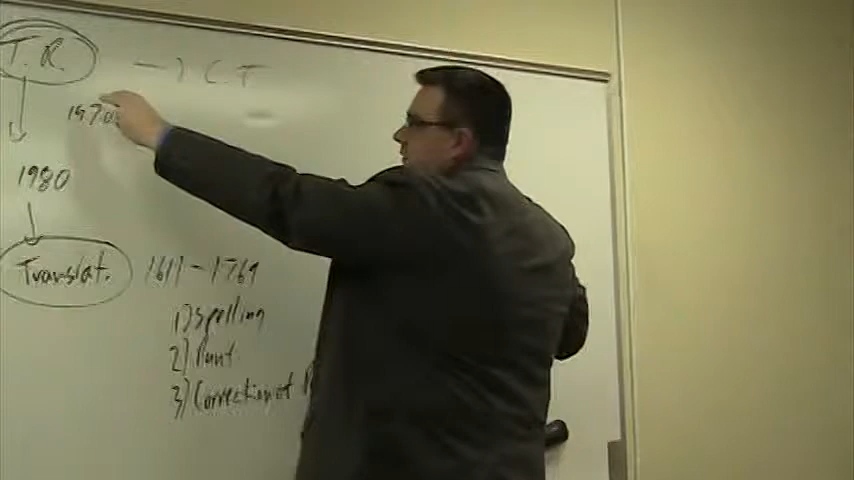 T. R. → C T
1970s
1980
Translat. 1611 - 1769
1) Spelling
2) Punt.
3) Correction of